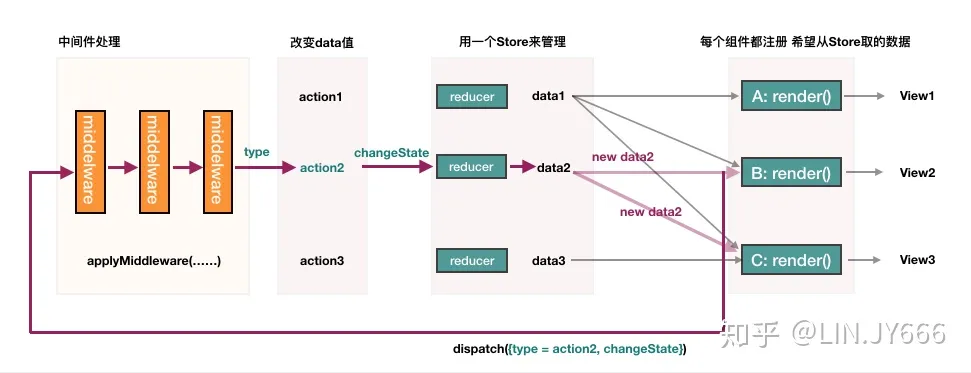 中间件处理
改变data值
用一个Store来管理
每个组件都注册 希望从Store取的数据
middelware
middelware
middelware
type
applyMiddleware(......)
action1
action2
action3
changeState
reducer
data1
reducer
data2
reducer
data3
new data2
new data2
A: render()
View1
B: render()
View2
C: render()
View3
dispatch({type = action2, changeState})
知乎 @LIN.JY666